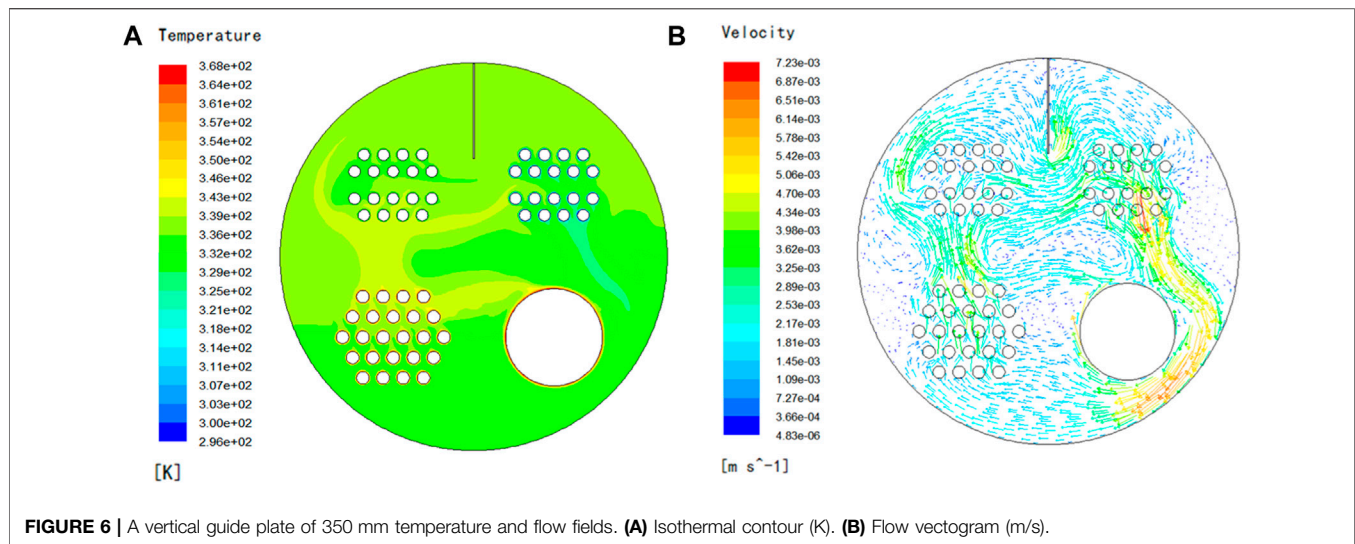 A Temperature
3.68e+02
3.64e+02
3.61e+02
3.57e+02
3.54e+02
3.50e+02
3.46e+02
3.43e+02
3.39e+02
3.36e+02
3.32e+02
3.29e+02
3.25e+02
3.21e+02
3.18e+02
3.14e+02
3.11e+02
3.07e+02
3.03e+02
3.00e+02
2.96e+02
[K]
B Velocity
7.23e-03
6.87e-03
6.51e-03
6.14e-03
5.78e-03
5.42e-03
5.06e-03
4.70e-03
4.34e-03
3.98e-03
3.62e-03
3.25e-03
2.89e-03
2.53e-03
2.17e-03
1.81e-03
1.45e-03
1.09e-03
7.27e-04
3.66e-04
4.83e-06
[m s^-1]
FIGURE 6 | A vertical guide plate of 350 mm temperature and flow fields. (A) Isothermal contour (K). (B) Flow vectogram (m/s).